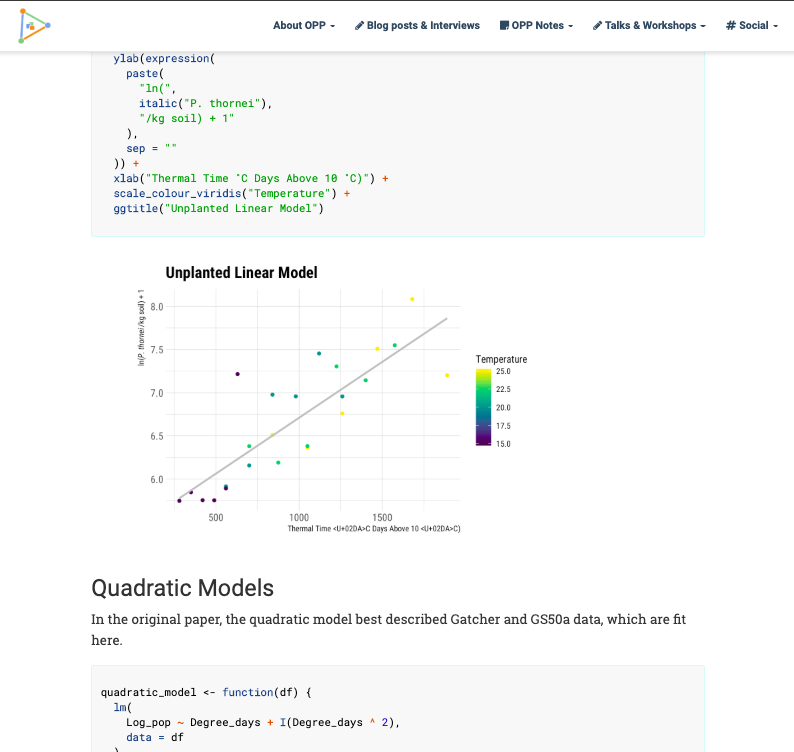 About OPP
Blog posts & Interviews
OPP Notes
Talks & Workshops
# Social
ylab(expression(
paste(
"ln(",
italic("P. thornei"),
"/kg soil) + 1"
),
sep = ""
)) +
xlab("Thermal Time ˚C Days Above 10 ˚C)") +
scale_colour_viridis("Temperature") +
ggtitle("Unplanted Linear Model")
Unplanted Linear Model
ln(P. thornei/kg soil) + 1
8.0
7.5
7.0
6.5
6.0
500 1000 1500
Thermal Time <U+02DA>C Days Above 10 <U+02DA>C)
Temperature
25.0
22.5
20.0
17.5
15.0
Quadratic Models
In the original paper, the quadratic model best described Gatcher and GS50a data, which are fit
here.
quadratic_model <- function(df) {
lm(
Log_pop ~ Degree_days + I(Degree_days ^ 2),
data = df
)